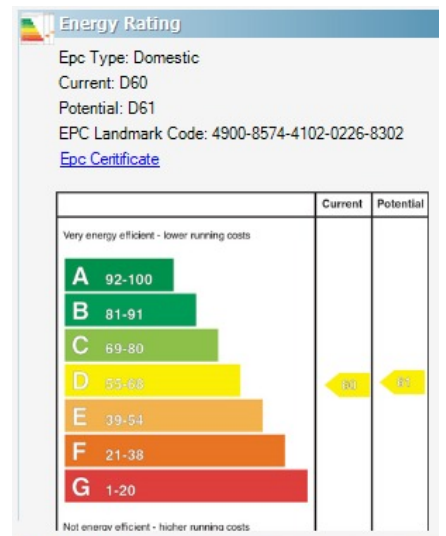 Energy Rating
Epc Type: Domestic
Current: D60
Potential: D61
EPC Landmark Code: 4900-8574-4102-0226-8302
Epc Ceritificate
Current Potential
Very energy efficient - lower running costs
A 92-100
B 81-91
C 69-80
D 55-68 60 61
E 39-54
F 21-38
G 1-20
Not energy efficient - higher running costs